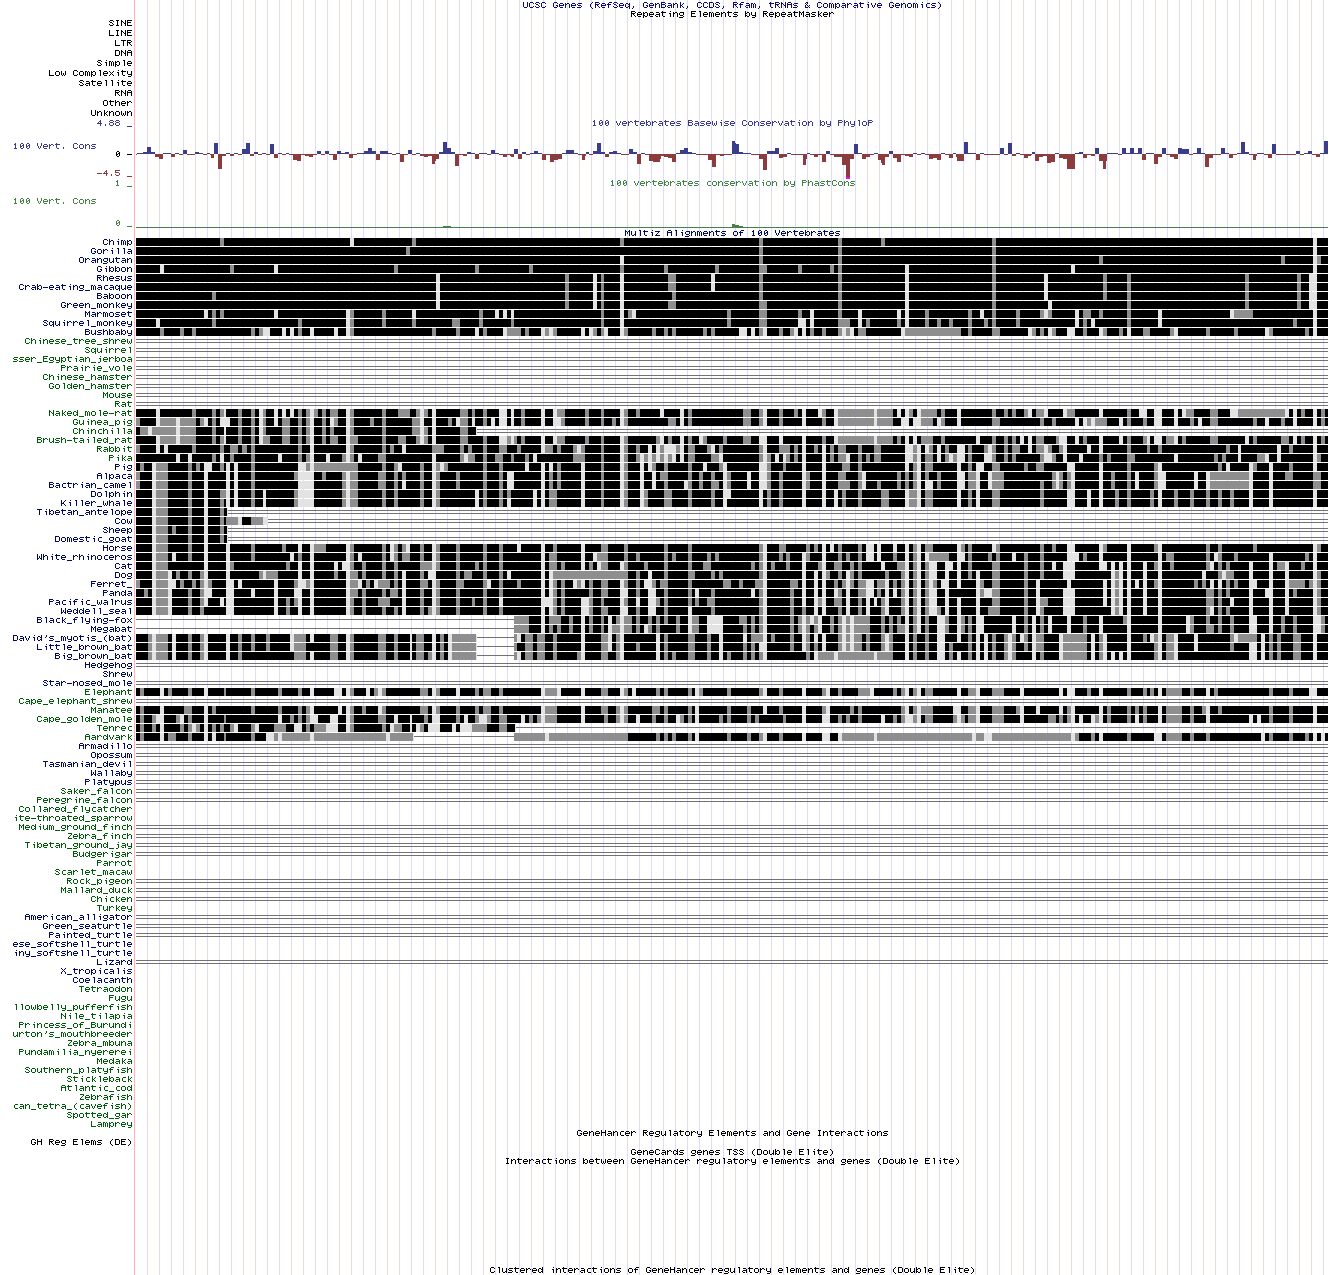 UCSC Genes (RefSeq, GenBank, CCDS, Rfam, tRNAs & Comparative Genomics)
Repeating Elements by RepeatMasker
SINE
LINE
LTR
DNA
Simple
Low Complexity
Satellite
RNA
Other
Unknown
100 vertebrates Basewise Conservation by PhyloP
4.88 _
100 Vert. Cons
0 -
-4.5 _
100 vertebrates conservation by PhastCons
1 _
100 Vert. Cons
0 _
Multiz Alignments of 100 Vertebrates
Chimp
Gorilla
Orangutan
Gibbon
Rhesus
Crab-eating_macaque
Baboon
Green_monkey
Marmoset
Squirrel_monkey
Bushbaby
Chinese_tree_shrew
Squirrel
sser_Egyptian_jerboa
Prairie_vole
Chinese_hamster
Golden_hamster
Mouse
Rat
Naked_mole-rat
Guinea_pig
Chinchilla
Brush-tailed_rat
Rabbit
Pika
Pig
Alpaca
Bactrian_camel
Dolphin
Killer_whale
Tibetan_antelope
Cow
Sheep
Domestic_goat
Horse
White_rhinoceros
Cat
Dog
Ferret_
Panda
Pacific_walrus
Weddell_seal
Black_flying-fox
Megabat
David's_myotis_(bat)
Little_brown_bat
Big_brown_bat
Hedgehog
Shrew
Star-nosed_mole
Elephant
Cape_elephant_shrew
Manatee
Cape_golden_mole
Tenrec
Aardvark
Armadillo
Opossum
Tasmanian_devil
Wallaby
Platypus
Saker_falcon
Peregrine_falcon
Collared_flycatcher
ite-throated_sparrow
Medium_ground_finch
Zebra_finch
Tibetan_ground_jay
Budgerigar
Parrot
Scarlet_macaw
Rock_pigeon
Mallard_duck
Chicken
Turkey
American_alligator
Green_seaturtle
Painted_turtle
ese_softshell_turtle
iny_softshell_turtle
Lizard
X_tropicalis
Coelacanth
Tetraodon
Fugu
llowbelly_pufferfish
Nile_tilapia
Princess_of_Burundi
urton's_mouthbreeder
Zebra_mbuna
Pundamilia_nyererei
Medaka
Southern_platyfish
Stickleback
Atlantic_cod
Zebrafish
can_tetra_(cavefish)
Spotted_gar
Lamprey
GeneHancer Regulatory Elements and Gene Interactions
GH Reg Elems (DE)
GeneCards genes TSS (Double Elite)
Interactions between GeneHancer regulatory elements and genes (Double Elite)
Clustered interactions of GeneHancer regulatory elements and genes (Double Elite)